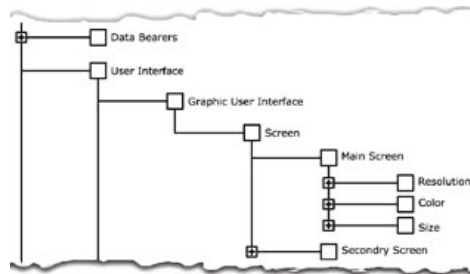 Data Bearers
User Interface
Graphic User Interface
Screen
Main Screen
Resolution
Color
Size
Secondry Screen